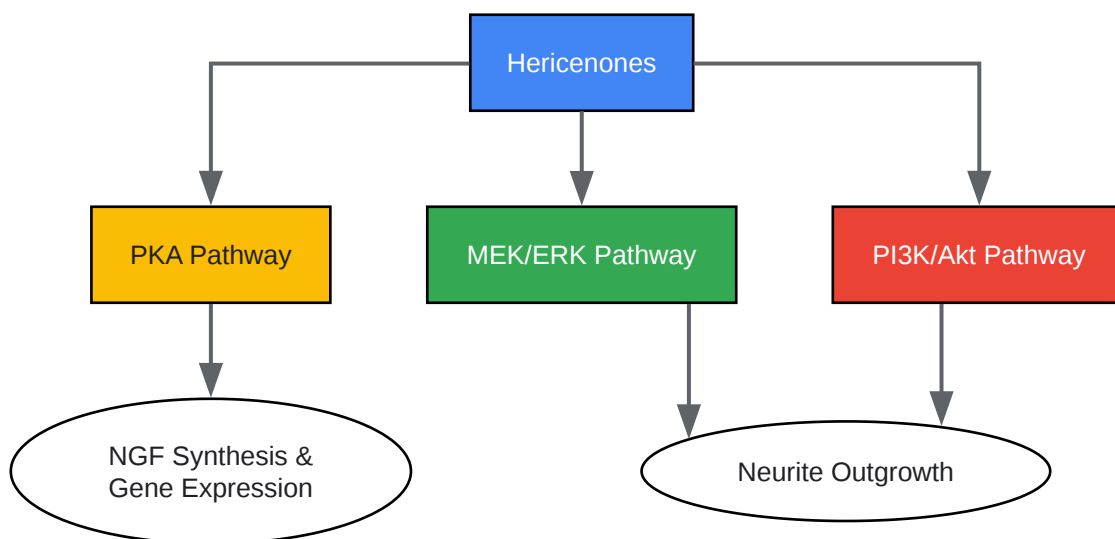 Hericenones
PKA Pathway
MEK/ERK Pathway
PI3K/Akt Pathway
NGF Synthesis &
Gene Expression
Neurite Outgrowth